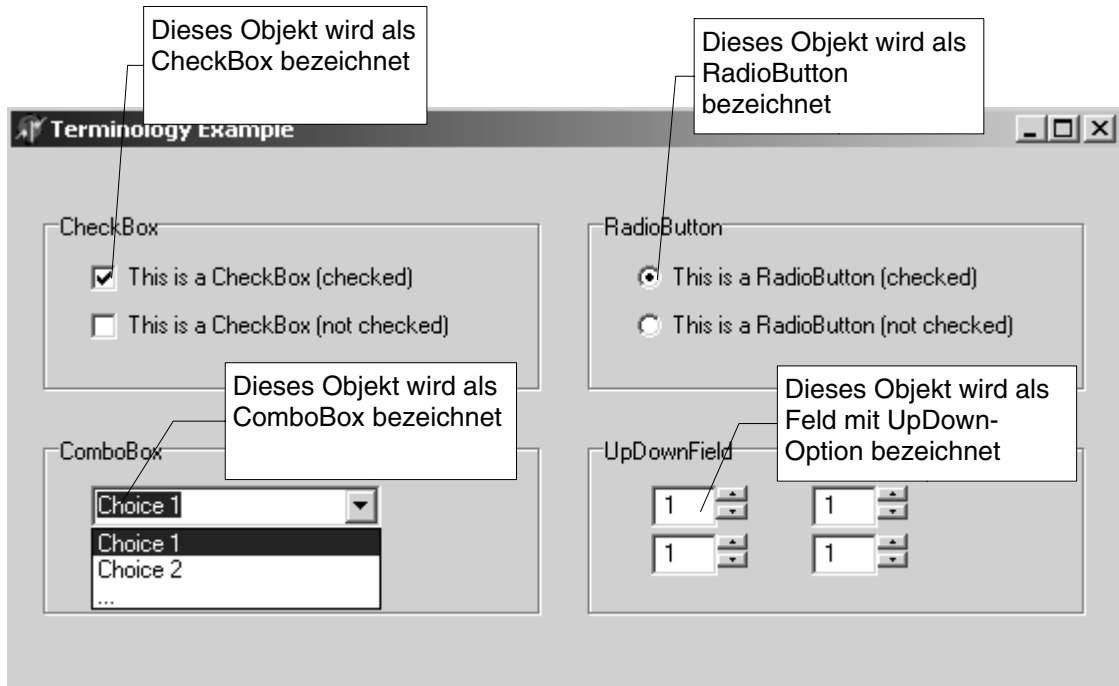 Dieses Objekt wird als
CheckBox bezeichnet
Dieses Objekt wird als
RadioButton
bezeichnet
Terminology Example
CheckBox
This is a CheckBox (checked)
This is a CheckBox (not checked)
RadioButton
This is a RadioButton (checked)
This is a RadioButton (not checked)
Dieses Objekt wird als
ComboBox bezeichnet
Dieses Objekt wird als
Feld mit UpDown-
Option bezeichnet
ComboBox
Choice 1
Choice 1
Choice 2
...
UpDownField
1 1
1 1